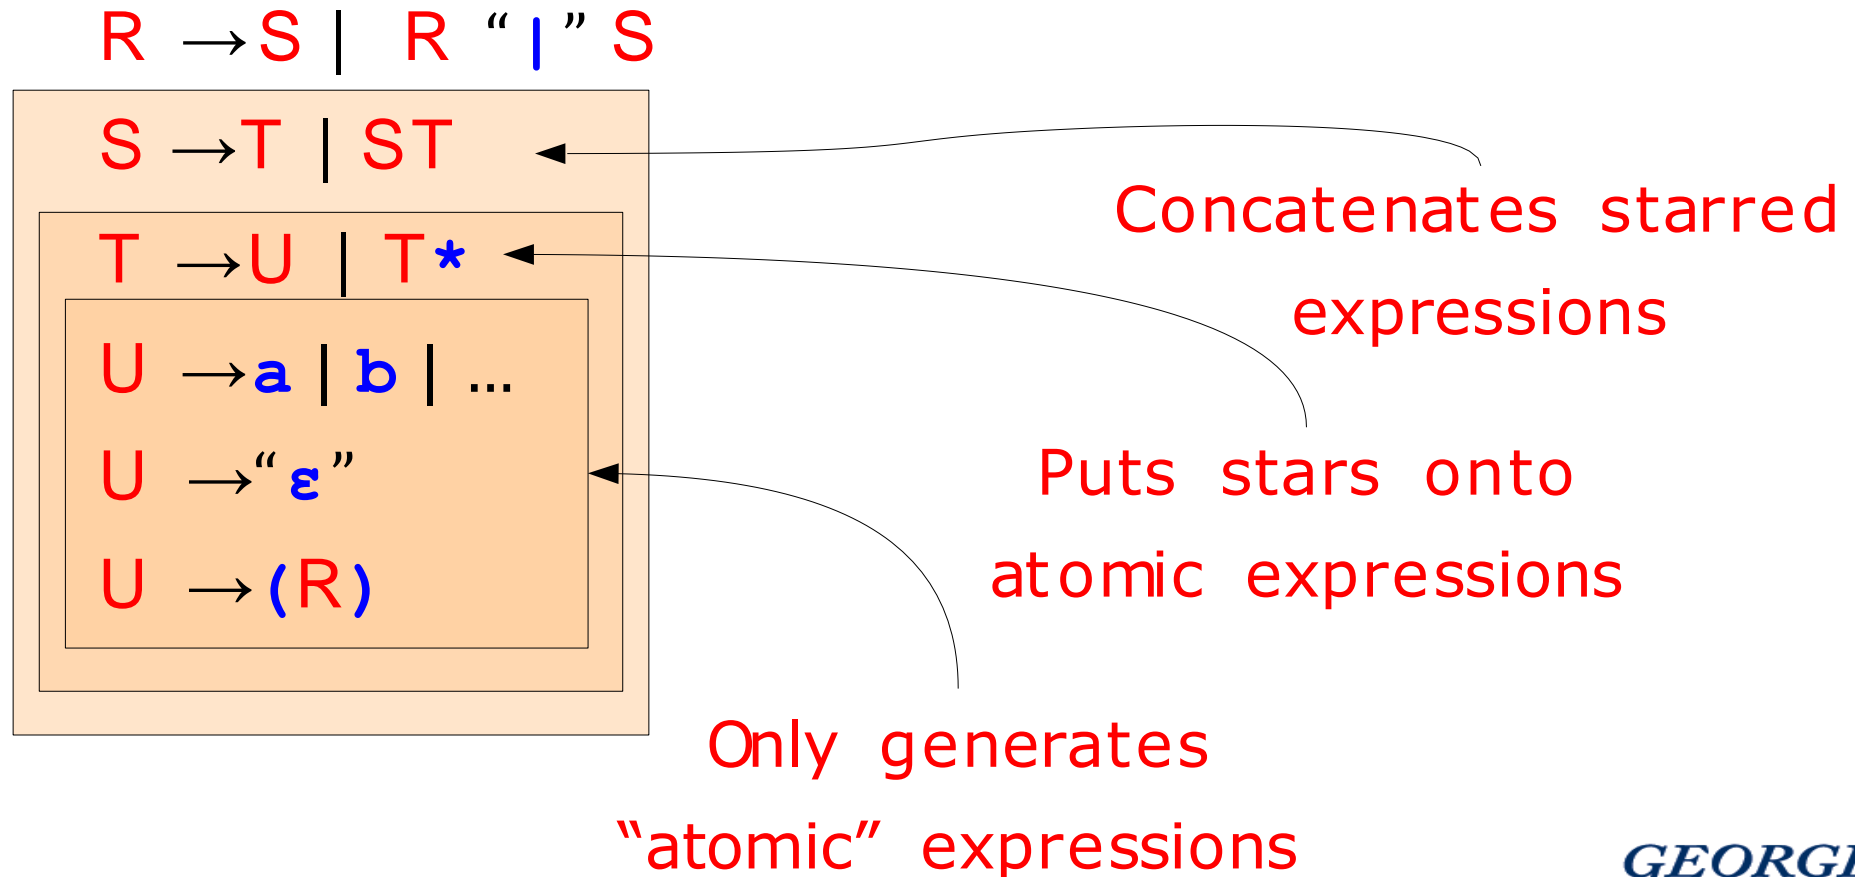 R → S | R “|” S
S → T | ST
Concatenates starred
expressions
T → U | T*
U → a | b | …
U → “ε”
U → (R)
Puts stars onto
atomic expressions
Only generates
“atomic” expressions